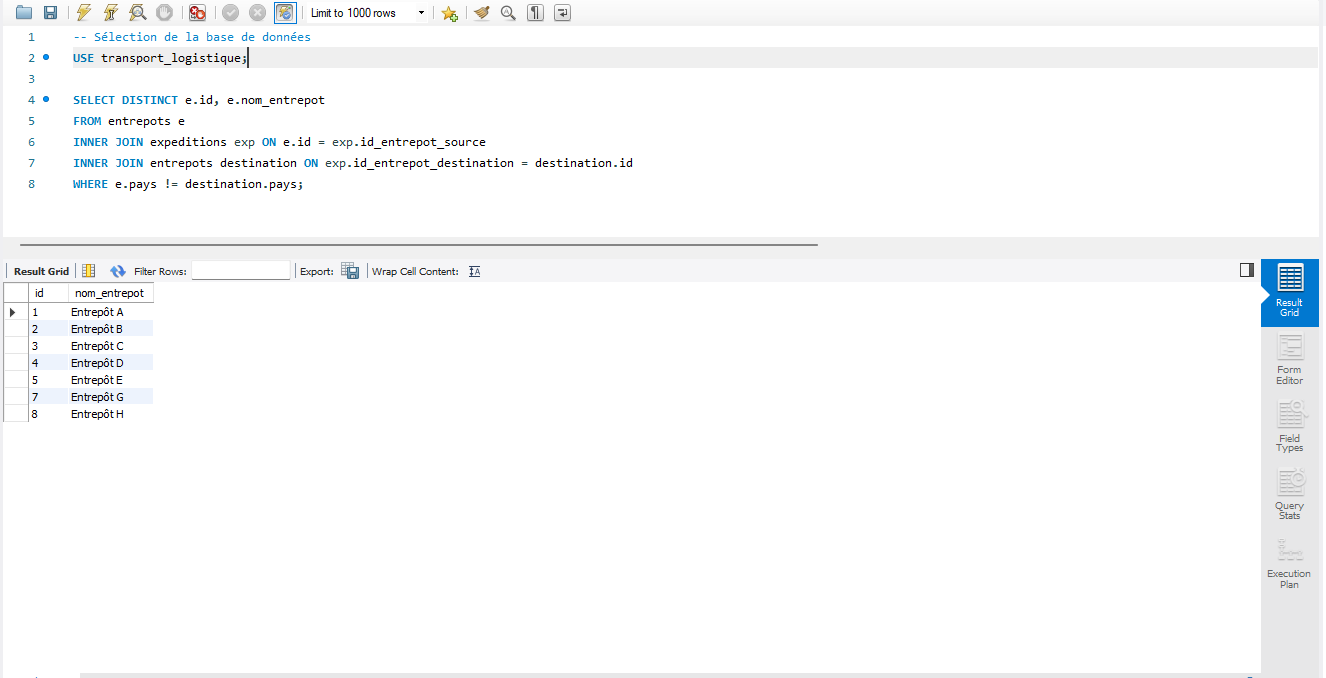 Limit to 1000 rows
1 -- Sélection de la base de données
2 USE transport_logistique;
3
4 SELECT DISTINCT e.id, e.nom_entrepot
5 FROM entrepots e
6 INNER JOIN expeditions exp ON e.id = exp.id_entrepot_source
7 INNER JOIN entrepots destination ON exp.id_entrepot_destination = destination.id
8 WHERE e.pays != destination.pays;
Result Grid Filter Rows: Export: Wrap Cell Content: IA
id nom_entrepot
1 Entrepôt A
2 Entrepôt B
3 Entrepôt C
4 Entrepôt D
5 Entrepôt E
7 Entrepôt G
8 Entrepôt H
Result
Grid
Form
Editor
Field
Types
Query
Stats
Execution
Plan